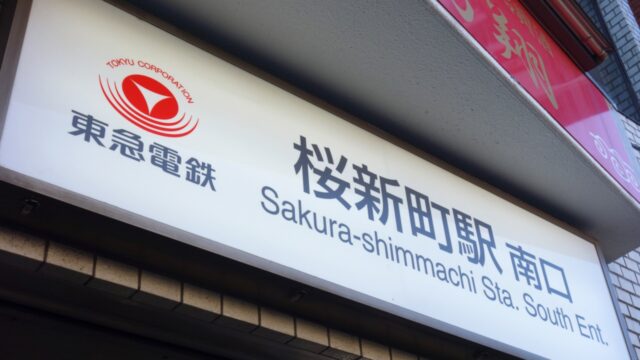 TOKYU CORPORATION
東急電鉄
桜新町駅 南口
Sakura-shimmachi Sta. South Ent.